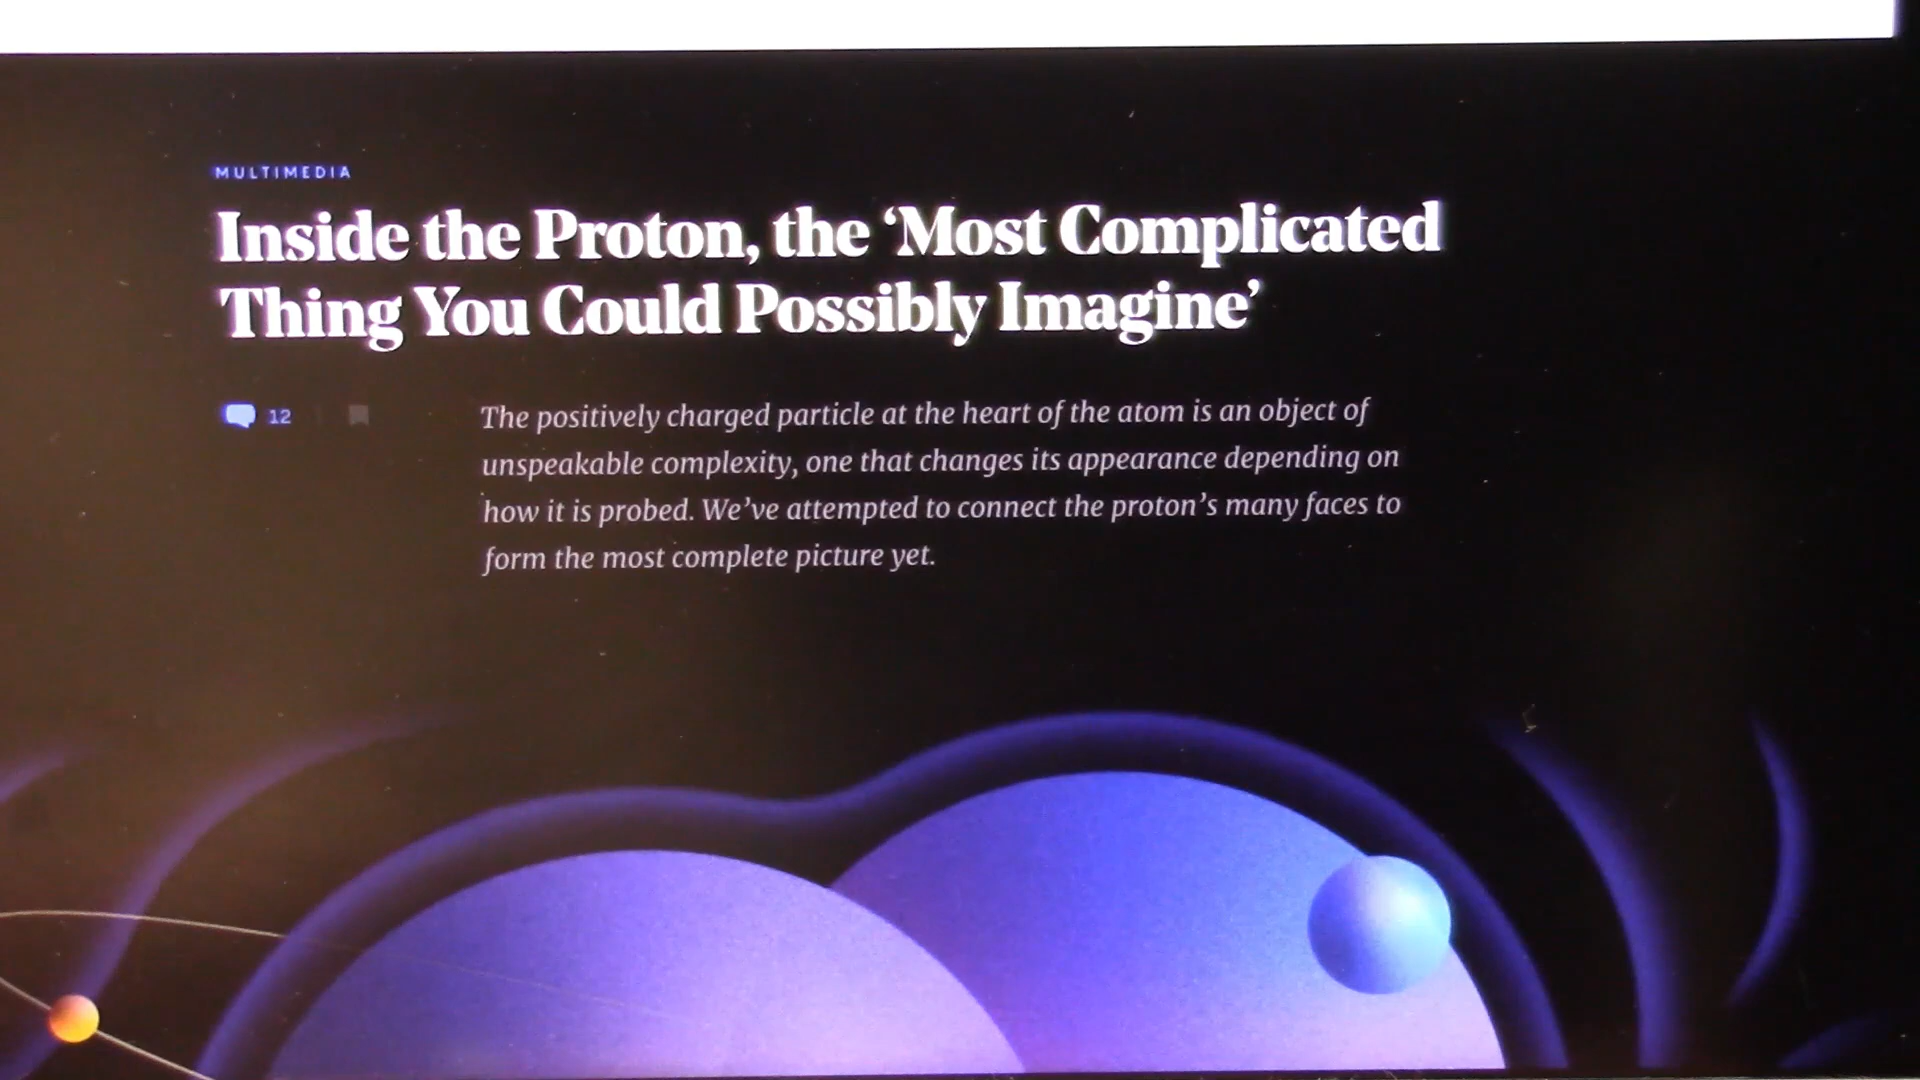 MULTIMEDIA
Inside the Proton, the ‘Most Complicated
Thing You Could Possibly Imagine’
12
The positively charged particle at the heart of the atom is an object of
unspeakable complexity, one that changes its appearance depending on
how it is probed. We’ve attempted to connect the proton’s many faces to
form the most complete picture yet.